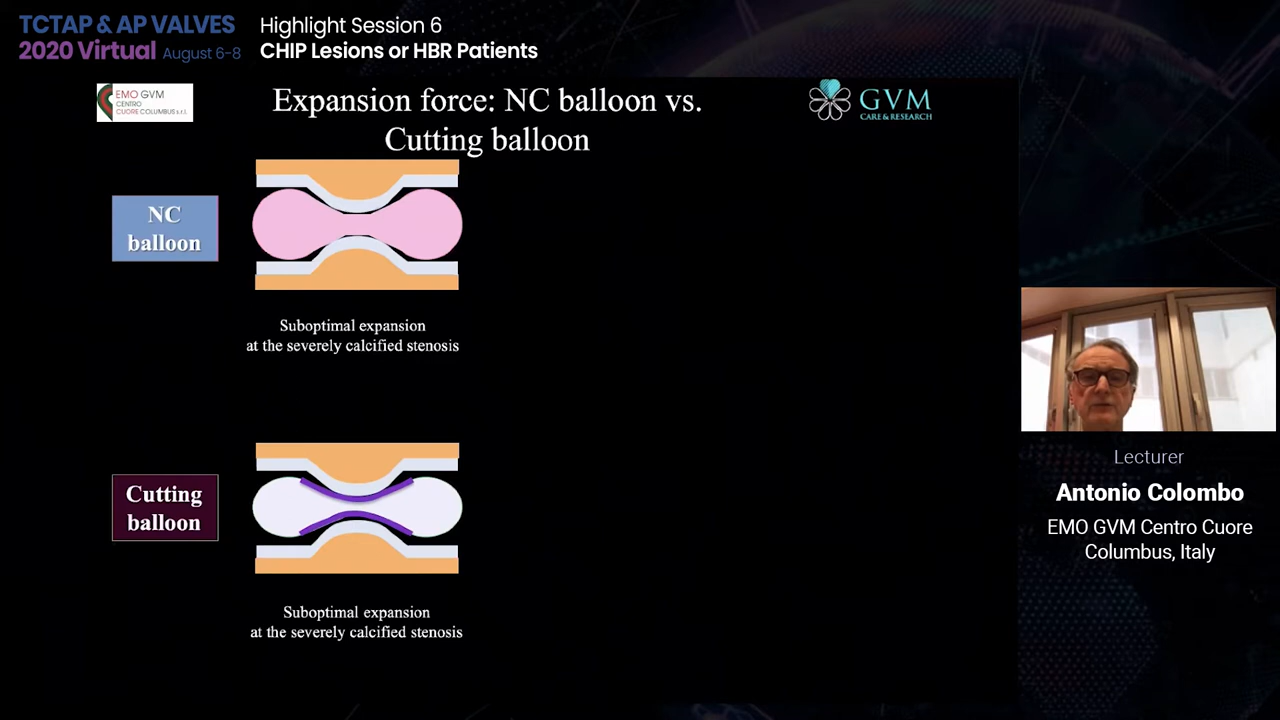 TCTAP & AP VALVES
2020 Virtual August 6-8
Highlight Session 6
CHIP Lesions or HBR Patients
EMO GVM
CENTRO
CUORE COLUMBUS s.r.l.
Expansion force: NC balloon vs.
Cutting balloon
GVM
CARE & RESEARCH
NC
balloon
Suboptimal expansion
at the severely calcified stenosis
Cutting
balloon
Suboptimal expansion
at the severely calcified stenosis
Lecturer
Antonio Colombo
EMO GVM Centro Cuore
Columbus, Italy